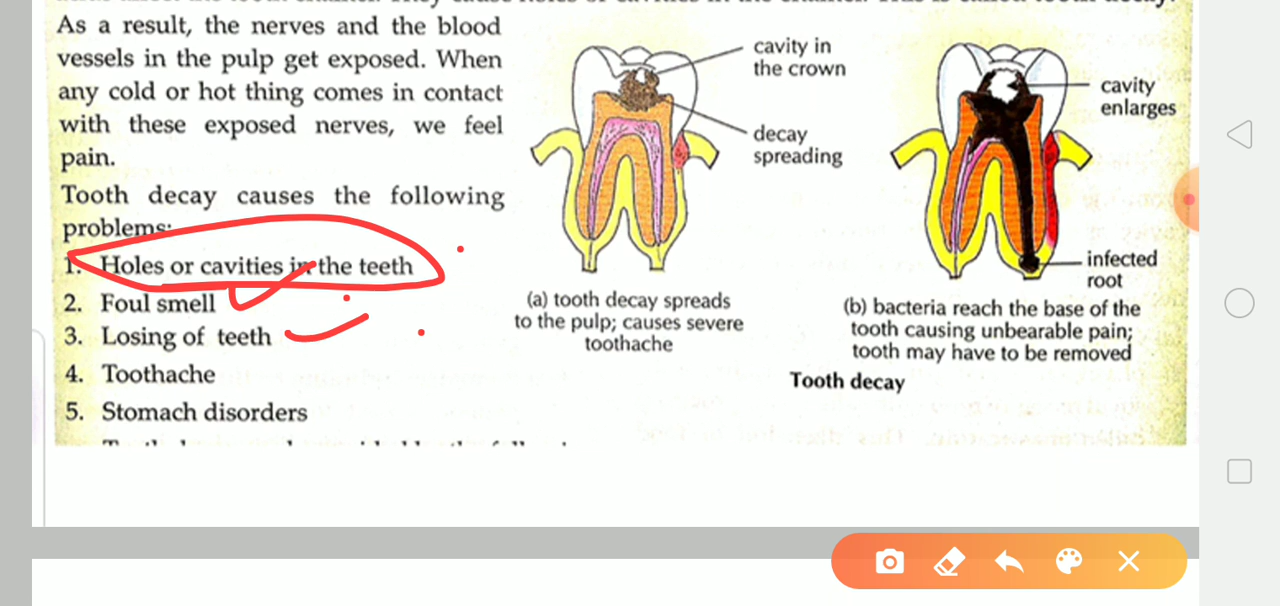 As a result, the nerves and the blood
vessels in the pulp get exposed. When
any cold or hot thing comes in contact
with these exposed nerves, we feel
pain.
Tooth decay causes the following
problems:
1. Holes or cavities in the teeth
2. Foul smell
3. Losing of teeth
4. Toothache
5. Stomach disorders
cavity in
the crown
decay
spreading
(a) tooth decay spreads
to the pulp; causes severe
toothache
cavity
enlarges
infected
root
(b) bacteria reach the base of the
tooth causing unbearable pain;
tooth may have to be removed
Tooth decay